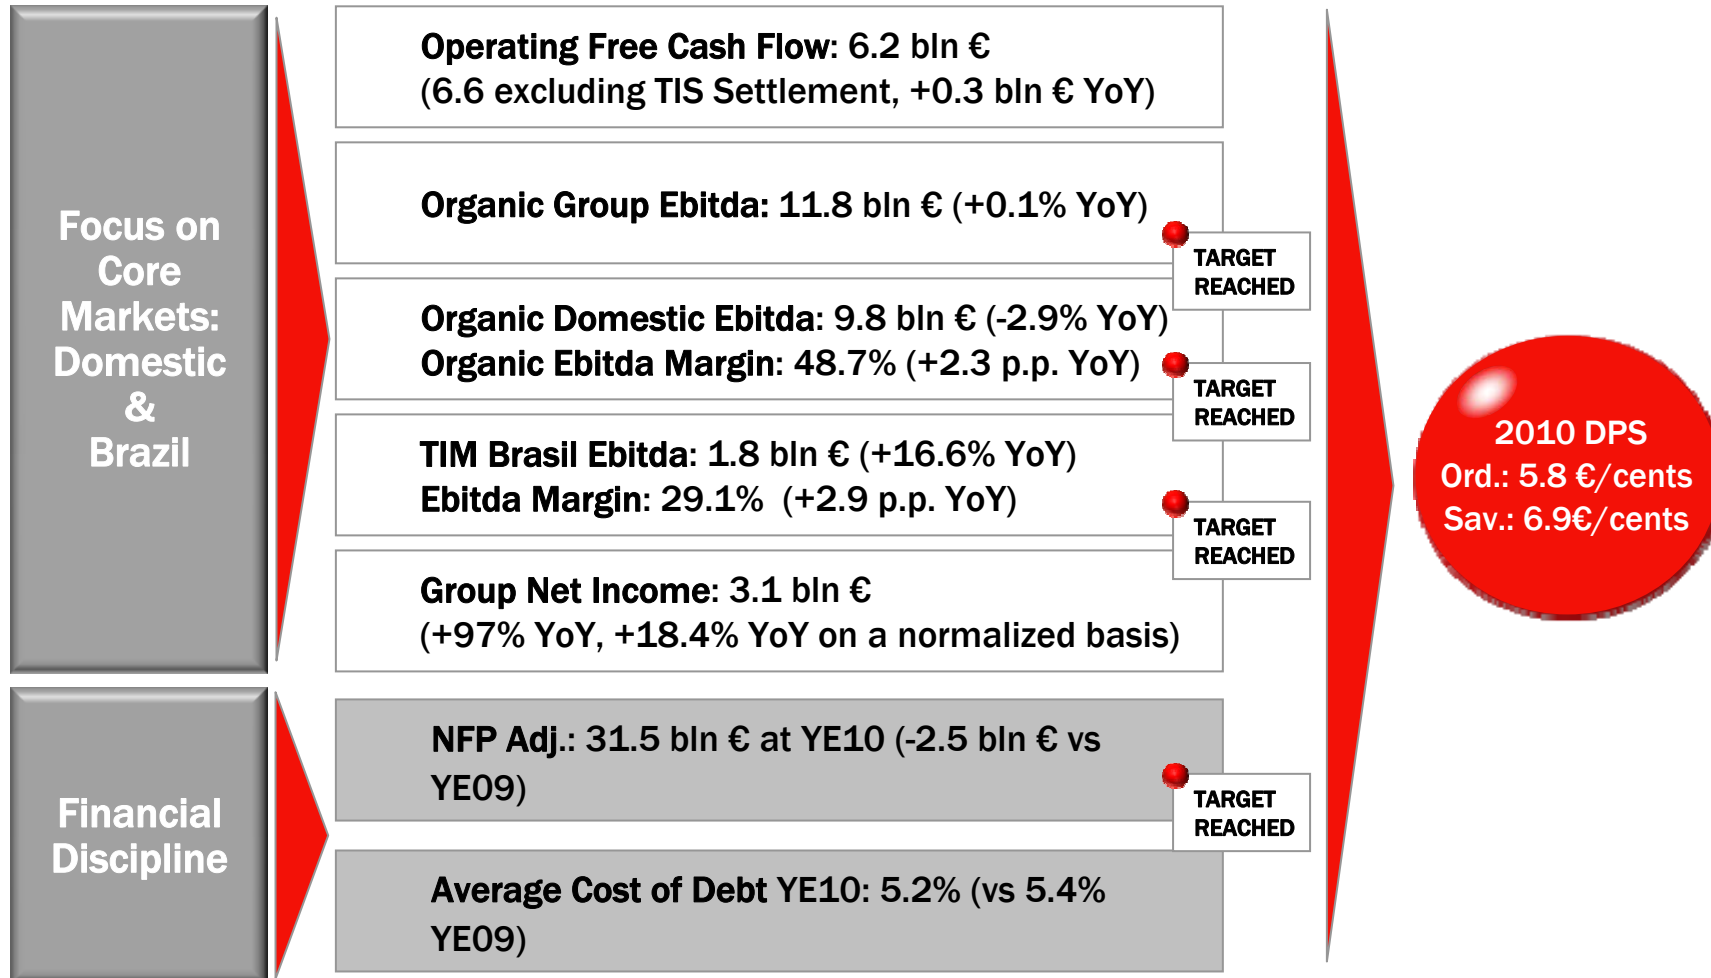 Focus on
Core
Markets:
Domestic
&
Brazil
Operating Free Cash Flow: 6.2 bln €
(6.6 excluding TIS Settlement, +0.3 bln € YoY)
Organic Group Ebitda: 11.8 bln € (+0.1% YoY)
TARGET
REACHED
Organic Domestic Ebitda: 9.8 bln € (-2.9% YoY)
Organic Ebitda Margin: 48.7% (+2.3 p.p. YoY)
TARGET
REACHED
TIM Brasil Ebitda: 1.8 bln € (+16.6% YoY)
Ebitda Margin: 29.1% (+2.9 p.p. YoY)
TARGET
REACHED
Group Net Income: 3.1 bln €
(+97% YoY, +18.4% YoY on a normalized basis)
Financial
Discipline
NFP Adj.: 31.5 bln € at YE10 (-2.5 bln € vs
YE09)
TARGET
REACHED
Average Cost of Debt YE10: 5.2% (vs 5.4%
YE09)
2010 DPS
Ord.: 5.8 €/cents
Sav.: 6.9€/cents